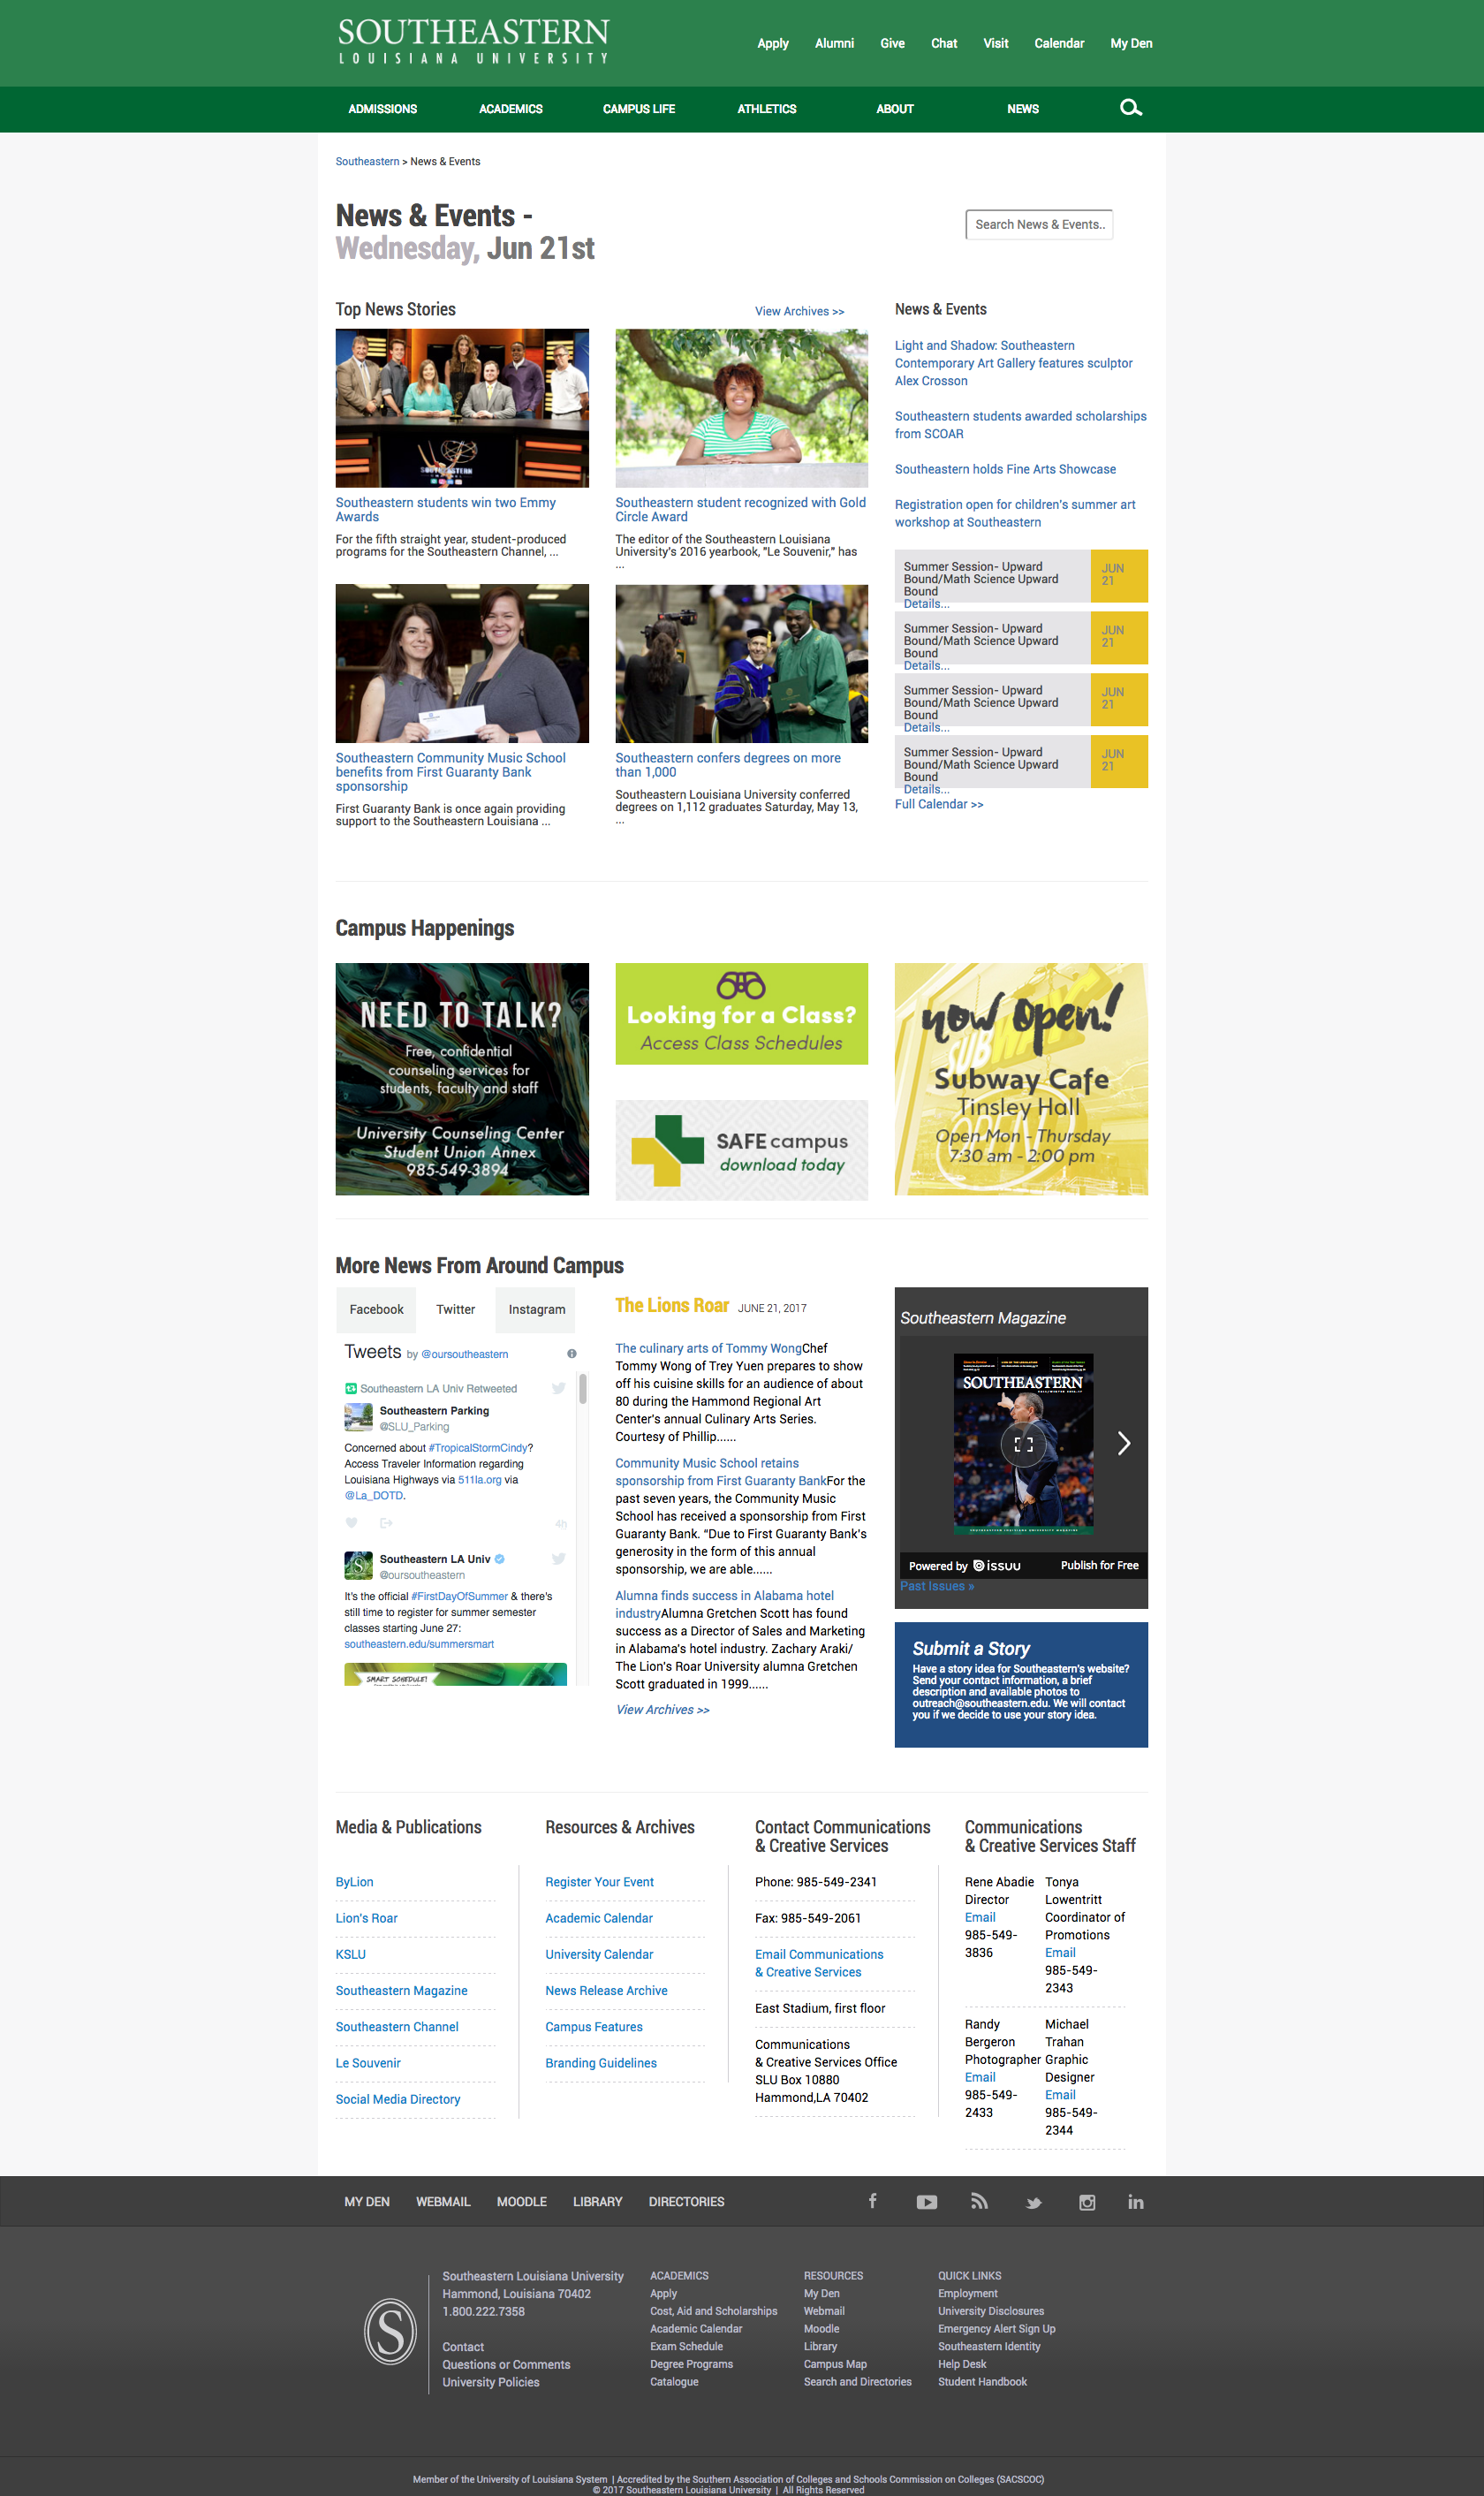 SOUTHEASTERN
LOUISIANA UNIVERSITY
Apply Alumni Give Chat Visit Calendar My Den
ADMISSIONS ACADEMICS CAMPUS LIFE ATHLETICS ABOUT NEWS
Southeastern > News & Events
News & Events -
Wednesday, Jun 21st
Search News & Events..
Top News Stories
View Archives >>
Southeastern students win two Emmy
Awards
For the fifth straight year, student-produced
programs for the Southeastern Channel, ...
Southeastern student recognized with Gold
Circle Award
The editor of the Southeastern Louisiana
University's 2016 yearbook, "Le Souvenir," has
...
Southeastern Community Music School
benefits from First Guaranty Bank
sponsorship
First Guaranty Bank is once again providing
support to the Southeastern Louisiana ...
Southeastern confers degrees on more
than 1,000
Southeastern Louisiana University conferred
degrees on 1,112 graduates Saturday, May 13,
...
News & Events
Light and Shadow: Southeastern
Contemporary Art Gallery features sculptor
Alex Crosson
Southeastern students awarded scholarships
from SCOAR
Southeastern holds Fine Arts Showcase
Registration open for children's summer art
workshop at Southeastern
Summer Session- Upward
Bound/Math Science Upward
Bound
Details...
JUN
21
Summer Session- Upward
Bound/Math Science Upward
Bound
Details...
JUN
21
Summer Session- Upward
Bound/Math Science Upward
Bound
Details...
JUN
21
Summer Session- Upward
Bound/Math Science Upward
Bound
Details...
JUN
21
Full Calendar >>
Campus Happenings
NEED TO TALK?
Free, confidential
counseling services for
students, faculty and staff
University Counseling Center
Student Union Annex
985-549-3894
Looking for a Class?
Access Class Schedules
SAFE campus
download today
now open!
Subway Cafe
Tinsley Hall
Open Mon - Thursday
7:30 am - 2:00 pm
More News From Around Campus
Facebook Twitter Instagram
Tweets by @oursoutheastern
Southeastern LA Univ Retweeted
Southeastern Parking
@SLU_Parking
Concerned about #TropicalStormCindy?
Access Traveler Information regarding
Louisiana Highways via 511la.org via
@La_DOTD.
4h
Southeastern LA Univ
@oursoutheastern
It's the official #FirstDayOfSummer & there's
still time to register for summer semester
classes starting June 27:
southeastern.edu/summersmart
SMART SCHEDULE!
The Lions Roar JUNE 21, 2017
The culinary arts of Tommy WongChef
Tommy Wong of Trey Yuen prepares to show
off his cuisine skills for an audience of about
80 during the Hammond Regional Art
Center's annual Culinary Arts Series.
Courtesy of Phillip......
Community Music School retains
sponsorship from First Guaranty BankFor the
past seven years, the Community Music
School has received a sponsorship from First
Guaranty Bank. “Due to First Guaranty Bank's
generosity in the form of this annual
sponsorship, we are able......
Alumna finds success in Alabama hotel
industryAlumna Gretchen Scott has found
success as a Director of Sales and Marketing
in Alabama's hotel industry. Zachary Araki/
The Lion's Roar University alumna Gretchen
Scott graduated in 1999......
View Archives >>
Southeastern Magazine
SOUTHEASTERN
Powered by issuu Publish for Free
Past Issues »
Submit a Story
Have a story idea for Southeastern's website?
Send your contact information, a brief
description and available photos to
outreach@southeastern.edu. We will contact
you if we decide to use your story idea.
Media & Publications
ByLion
Lion's Roar
KSLU
Southeastern Magazine
Southeastern Channel
Le Souvenir
Social Media Directory
Resources & Archives
Register Your Event
Academic Calendar
University Calendar
News Release Archive
Campus Features
Branding Guidelines
Contact Communications
& Creative Services
Phone: 985-549-2341
Fax: 985-549-2061
Email Communications
& Creative Services
East Stadium, first floor
Communications
& Creative Services Office
SLU Box 10880
Hammond,LA 70402
Communications
& Creative Services Staff
Rene Abadie
Director
Email
985-549-
3836
Tonya
Lowentritt
Coordinator of
Promotions
Email
985-549-
2343
Randy
Bergeron
Photographer
Email
985-549-
2433
Michael
Trahan
Graphic
Designer
Email
985-549-
2344
MY DEN WEBMAIL MOODLE LIBRARY DIRECTORIES
Southeastern Louisiana University
Hammond, Louisiana 70402
1.800.222.7358
Contact
Questions or Comments
University Policies
ACADEMICS
Apply
Cost, Aid and Scholarships
Academic Calendar
Exam Schedule
Degree Programs
Catalogue
RESOURCES
My Den
Webmail
Moodle
Library
Campus Map
Search and Directories
QUICK LINKS
Employment
University Disclosures
Emergency Alert Sign Up
Southeastern Identity
Help Desk
Student Handbook
Member of the University of Louisiana System | Accredited by the Southern Association of Colleges and Schools Commission on Colleges (SACSCOC)
© 2017 Southeastern Louisiana University | All Rights Reserved